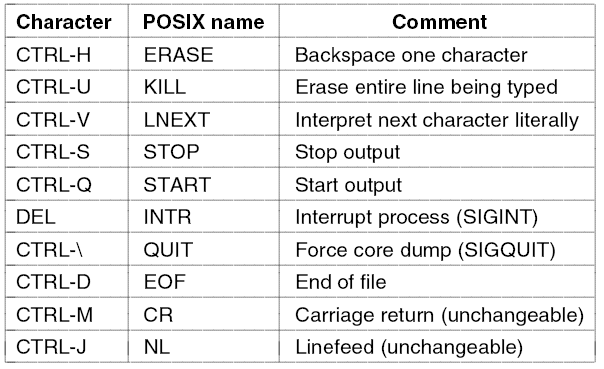 Character POSIX name Comment
CTRL-H ERASE Backspace one character
CTRL-U KILL Erase entire line being typed
CTRL-V LNEXT Interpret next character literally
CTRL-S STOP Stop output
CTRL-Q START Start output
DEL INTR Interrupt process (SIGINT)
CTRL-\ QUIT Force core dump (SIGQUIT)
CTRL-D EOF End of file
CTRL-M CR Carriage return (unchangeable)
CTRL-J NL Linefeed (unchangeable)